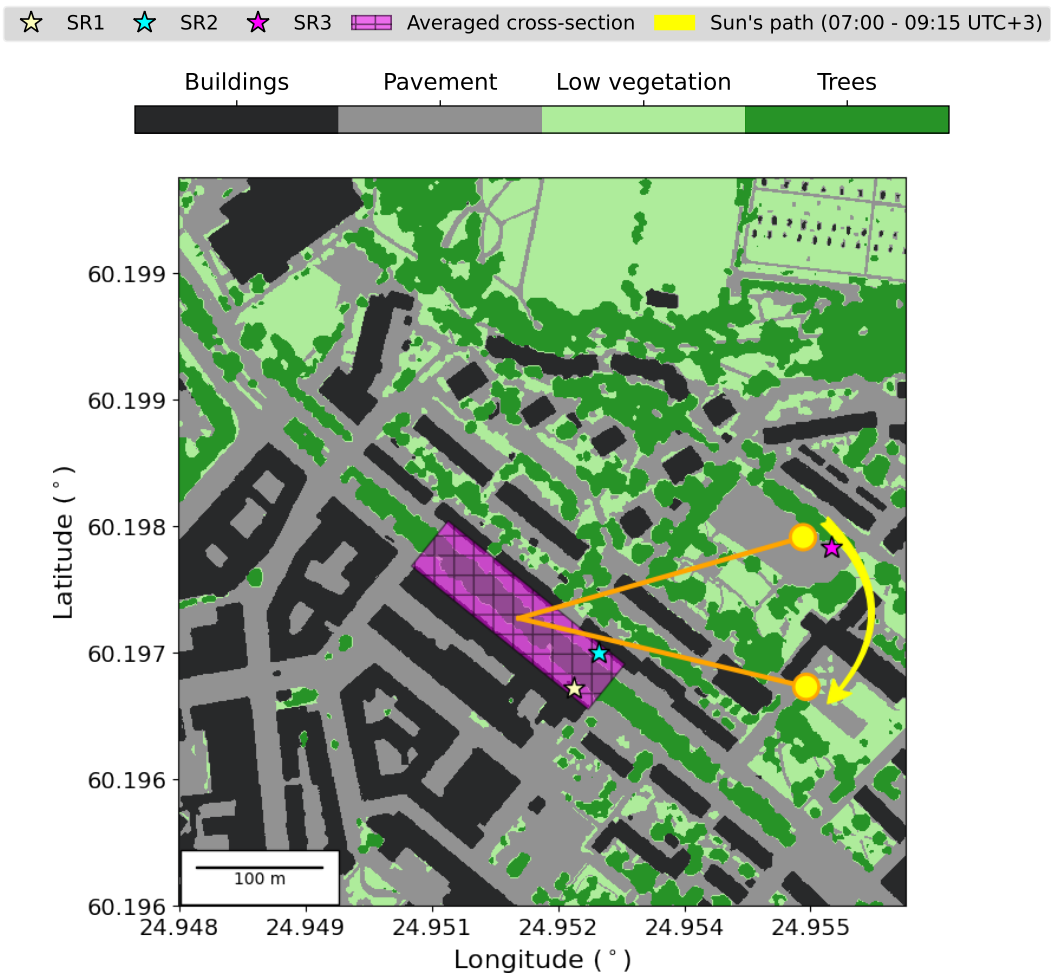 SR1 SR2 SR3 Averaged cross-section Sun's path (07:00 - 09:15 UTC+3)
Buildings Pavement Low vegetation Trees
60.199
60.199
60.198
60.197
60.196
60.196
Latitude (°)
100 m
24.948 24.949 24.951 24.952 24.954 24.955
Longitude (°)